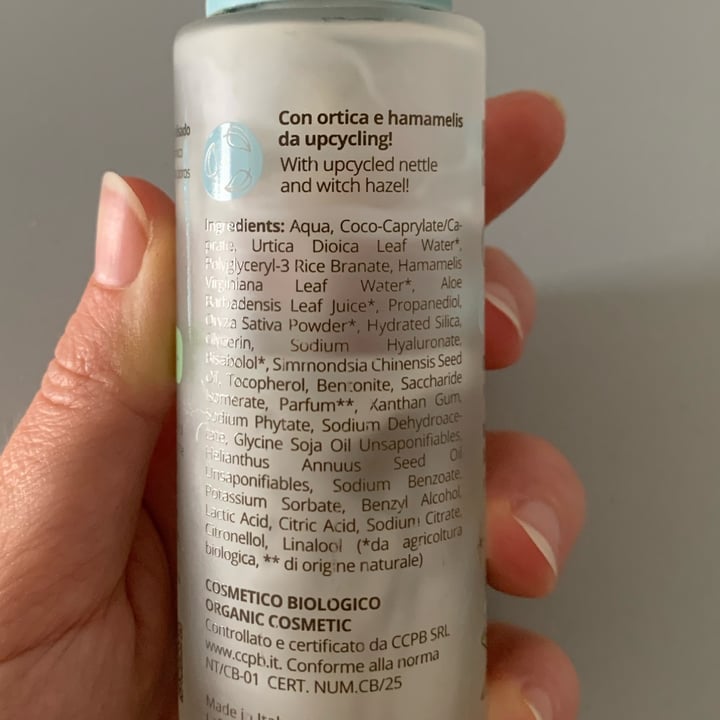 Con ortica e hamamelis
da upcycling!
With upcycled nettle
and witch hazel!
Ingredients: Aqua, Coco-Caprylate/Ca-
prate, Urtica Dioica Leaf Water*,
Polyglyceryl-3 Rice Branate, Hamamelis
Virginiana Leaf Water*, Aloe
Barbadensis Leaf Juice*, Propanediol,
Oryza Sativa Powder*, Hydrated Silica,
Glycerin, Sodium Hyaluronate,
Bisabolol*, Simmondsia Chinensis Seed
Oil, Tocopherol, Bentonite, Saccharide
Isomerate, Parfum**, Xanthan Gum,
Sodium Phytate, Sodium Dehydroace-
tate, Glycine Soja Oil Unsaponifiables,
Helianthus Annuus Seed Oil
Unsaponifiables, Sodium Benzoate,
Potassium Sorbate, Benzyl Alcohol,
Lactic Acid, Citric Acid, Sodium Citrate,
Citronellol, Linalool (*da agricoltura
biologica, ** di origine naturale)
COSMETICO BIOLOGICO
ORGANIC COSMETIC
Controllato e certificato da CCPB SRL
www.ccpb.it. Conforme alla norma
NT/CB-01 CERT. NUM.CB/25
Made in